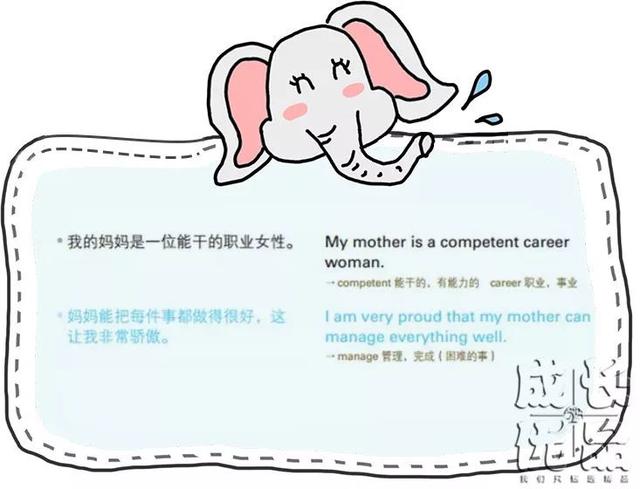 • 我的妈妈是一位能干的职业女性。
My mother is a competent career
woman.
→ competent 能干的，有能力的 career 职业，事业
• 妈妈能把每件事都做得很好，这
让我非常骄傲。
I am very proud that my mother can
manage everything well.
→ manage 管理，完成（困难的事）
成长